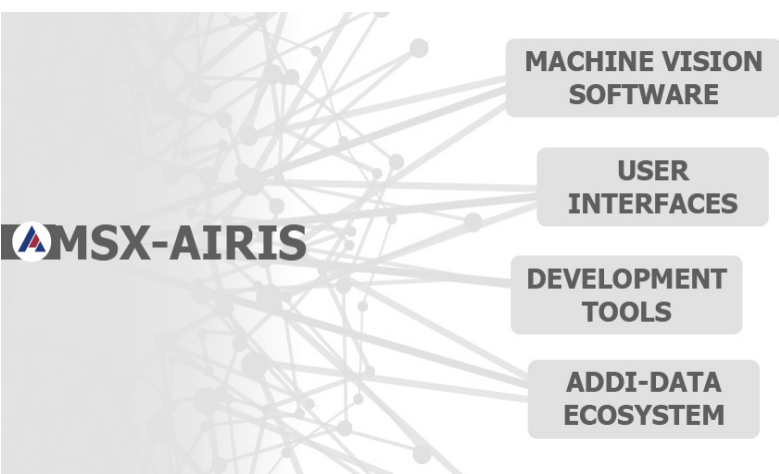 MSX-AIRIS
MACHINE VISION
SOFTWARE
USER
INTERFACES
DEVELOPMENT
TOOLS
ADDI-DATA
ECOSYSTEM